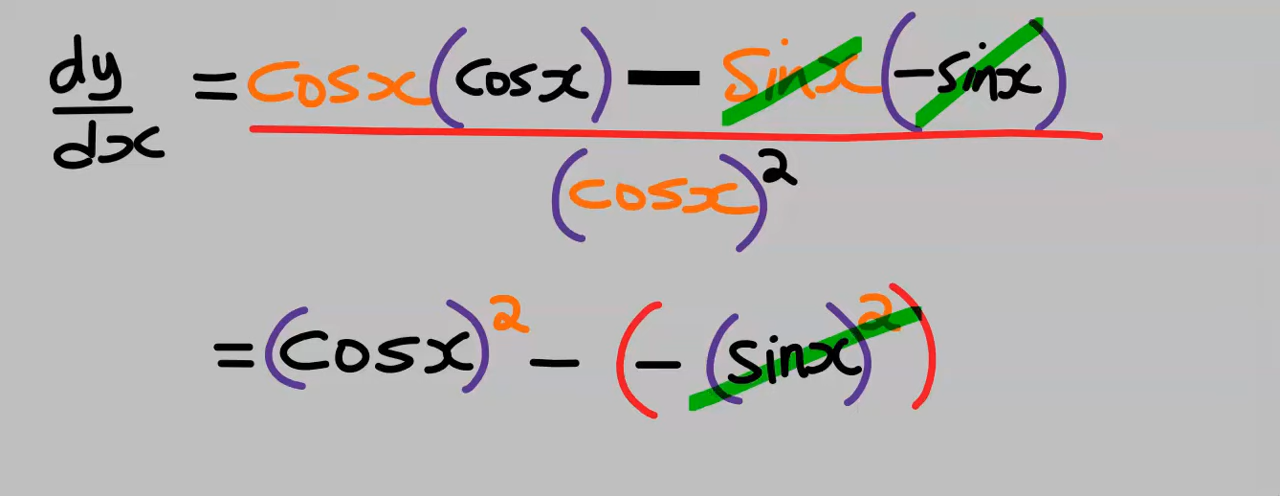 dy/dx = cosx(cosx) - sinx(-sinx)
(cosx)²
= (cosx)² - (-(sinx)²)